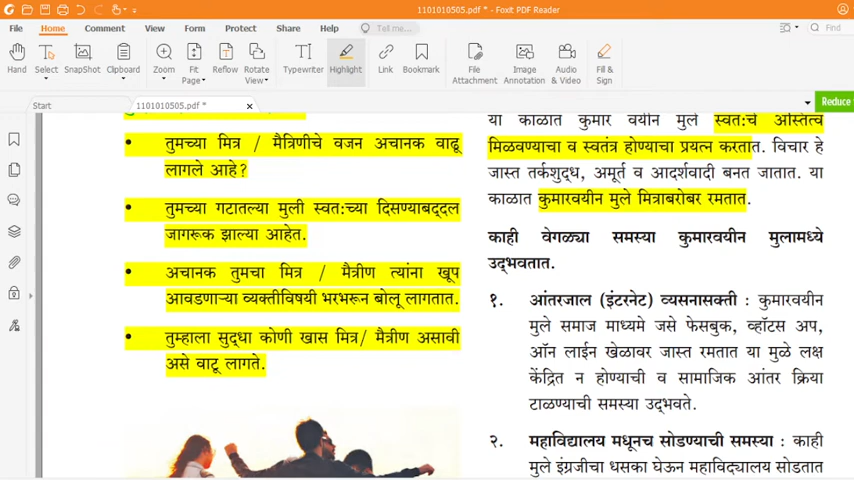 1101010505.pdf * - Foxit PDF Reader
File Home Comment View Form Protect Share Help Tell me... Find
Hand Select SnapShot Clipboard Zoom Fit Page Reflow Rotate View Typewriter Highlight Link Bookmark File Attachment Image Annotation Audio & Video Fill & Sign
Start 1101010505.pdf * Reduce
• तुमच्या मित्र / मैत्रिणीचे वजन अचानक वाढू
लागले आहे?
• तुमच्या गटातल्या मुली स्वत:च्या दिसण्याबद्दल
जागरूक झाल्या आहेत.
• अचानक तुमचा मित्र / मैत्रीण त्यांना खूप
आवडणाऱ्या व्यक्तीविषयी भरभरून बोलू लागतात.
• तुम्हाला सुद्धा कोणी खास मित्र/ मैत्रीण असावी
असे वाटू लागते.
या काळात कुमार वयीन मुले स्वत:चे अस्तित्व
मिळवण्याचा व स्वतंत्र होण्याचा प्रयत्न करतात. विचार हे
जास्त तर्कशुद्ध, अमूर्त व आदर्शवादी बनत जातात. या
काळात कुमारवयीन मुले मित्राबरोबर रमतात.
काही वेगळ्या समस्या कुमारवयीन मुलामध्ये
उद्भवतात.
१. आंतरजाल (इंटरनेट) व्यसनासक्ती : कुमारवयीन
मुले समाज माध्यमे जसे फेसबुक, व्हॉटस अप,
ऑन लाईन खेळावर जास्त रमतात या मुळे लक्ष
केंद्रित न होण्याची व सामाजिक आंतर क्रिया
टाळण्याची समस्या उद्भवते.
२. महाविद्यालय मधूनच सोडण्याची समस्या : काही
मुले इंग्रजीचा धसका घेऊन महाविद्यालय सोडतात